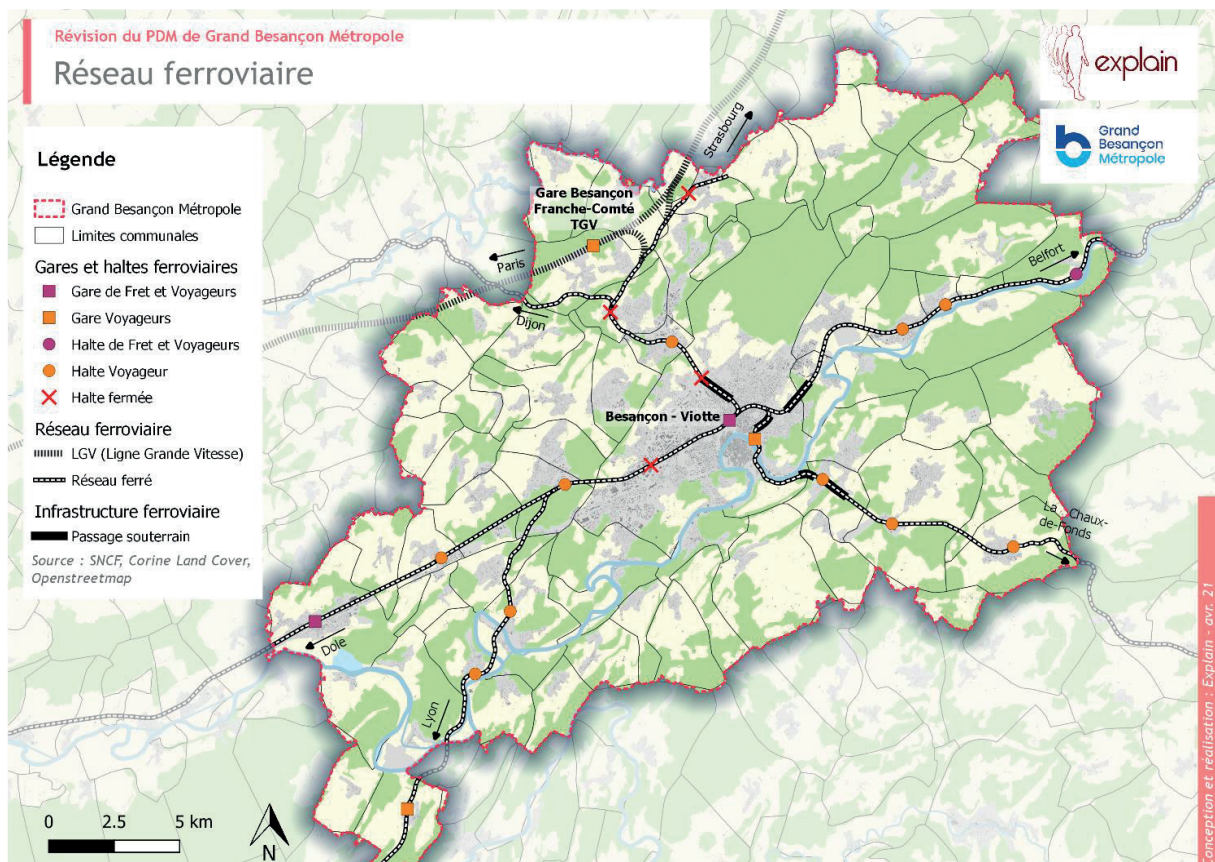 Révision du PDM de Grand Besançon Métropole
Réseau ferroviaire
explain
Grand
Besançon
Métropole
Légende
Grand Besançon Métropole
Limites communales
Gares et haltes ferroviaires
Gare de Fret et Voyageurs
Gare Voyageurs
Halte de Fret et Voyageurs
Halte Voyageur
Halte fermée
Réseau ferroviaire
LGV (Ligne Grande Vitesse)
Réseau ferré
Infrastructure ferroviaire
Passage souterrain
Source : SNCF, Corine Land Cover,
Openstreetmap
Strasbourg
Gare Besançon
Franche-Comté
TGV
Paris
Dijon
Belfort
Besançon - Viotte
La Chaux-
de-Fonds
Dole
Lyon
0 2.5 5 km
N
Conception et réalisation : Explain - avr. 21